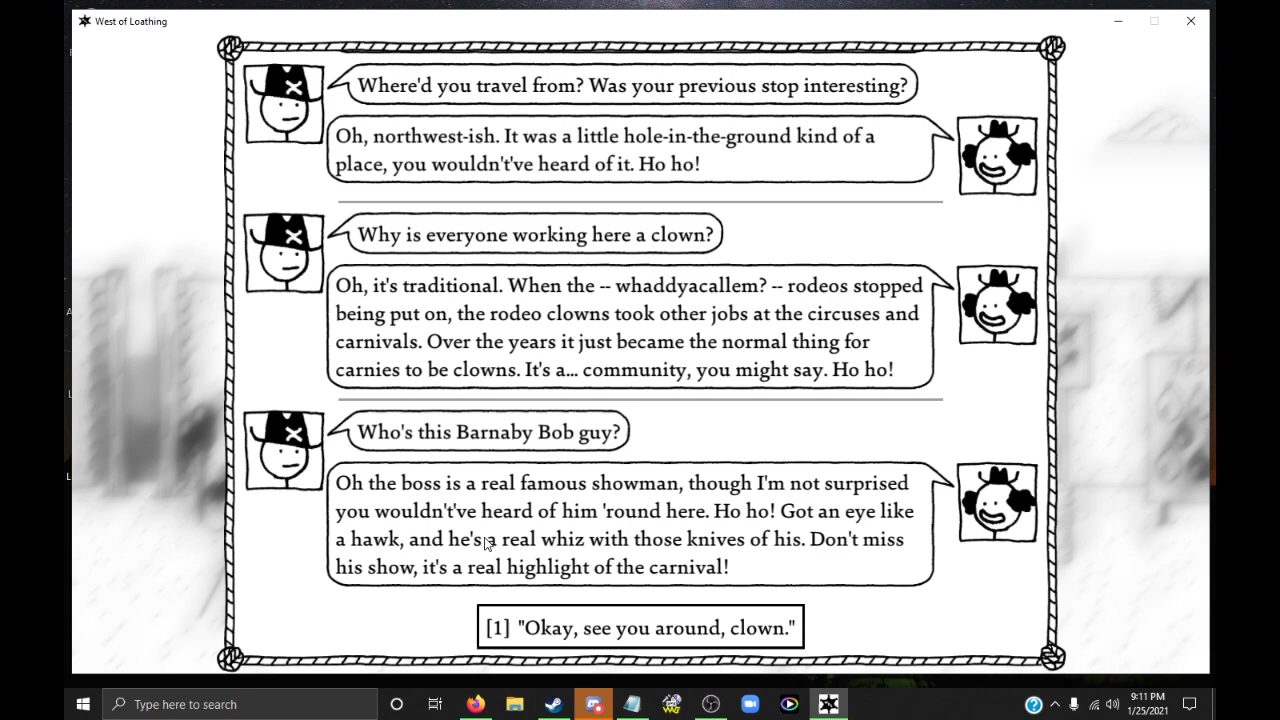 West of Loathing
Where'd you travel from? Was your previous stop interesting?
Oh, northwest-ish. It was a little hole-in-the-ground kind of a
place, you wouldn't've heard of it. Ho ho!
Why is everyone working here a clown?
Oh, it's traditional. When the -- whaddyacallem? -- rodeos stopped
being put on, the rodeo clowns took other jobs at the circuses and
carnivals. Over the years it just became the normal thing for
carnies to be clowns. It's a... community, you might say. Ho ho!
Who's this Barnaby Bob guy?
Oh the boss is a real famous showman, though I'm not surprised
you wouldn't've heard of him 'round here. Ho ho! Got an eye like
a hawk, and he's a real whiz with those knives of his. Don't miss
his show, it's a real highlight of the carnival!
[1] "Okay, see you around, clown."
Type here to search
9:11 PM
1/25/2021